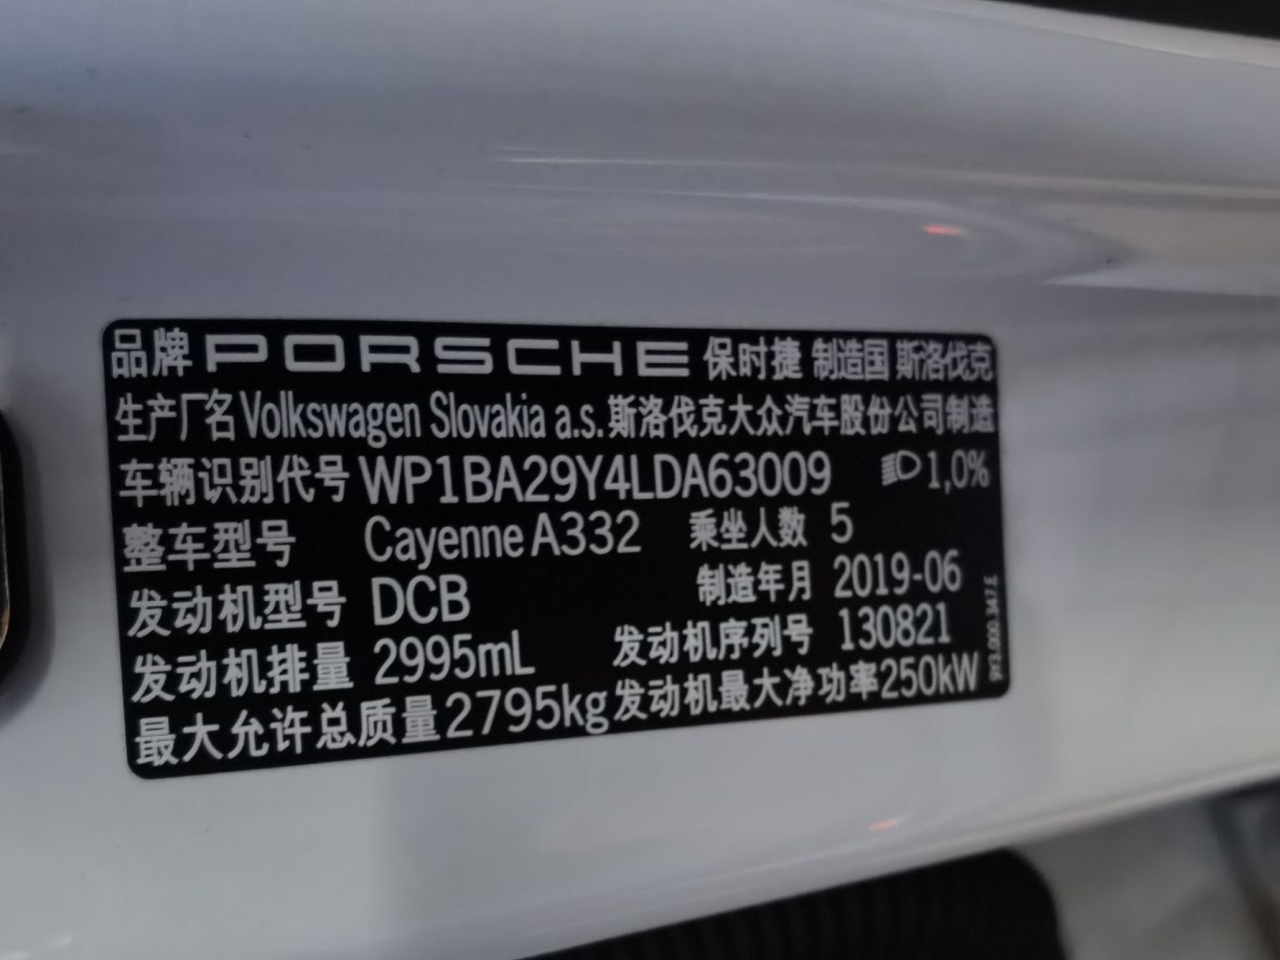 品牌 PORSCHE 保时捷 制造国 斯洛伐克
生产厂名 Volkswagen Slovakia a.s. 斯洛伐克大众汽车股份公司制造
车辆识别代号 WP1BA29Y4LDA63009 1,0%
整车型号 Cayenne A332 乘坐人数 5
发动机型号 DCB 制造年月 2019-06
发动机排量 2995mL 发动机序列号 130821
最大允许总质量 2795kg 发动机最大净功率 250kW